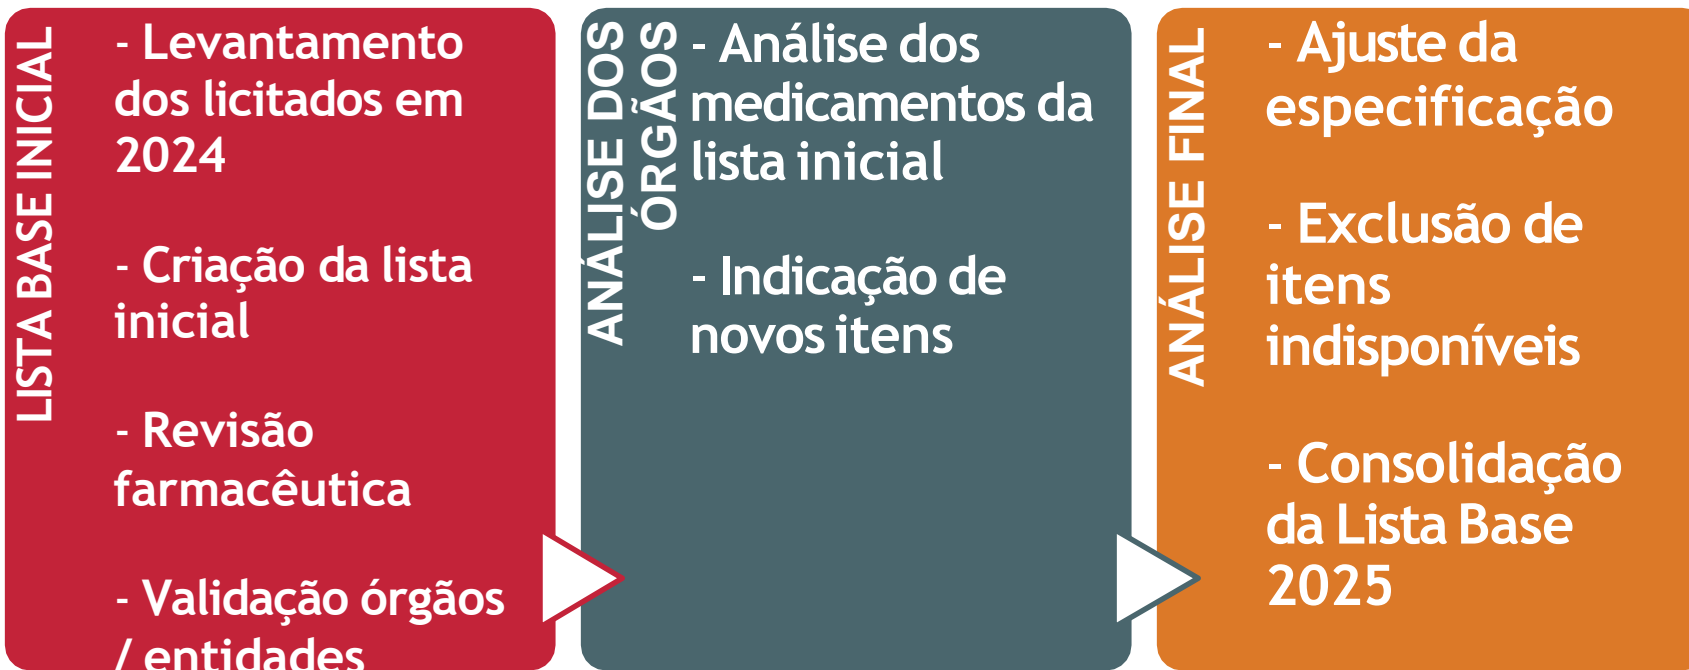 LISTA BASE INICIAL
- Levantamento
dos licitados em
2024
- Criação da lista
inicial
- Revisão
farmacêutica
- Validação órgãos
/ entidades
ANÁLISE DOS
ÓRGÃOS
- Análise dos
medicamentos da
lista inicial
- Indicação de
novos itens
ANÁLISE FINAL
- Ajuste da
especificação
- Exclusão de
itens
indisponíveis
- Consolidação
da Lista Base
2025